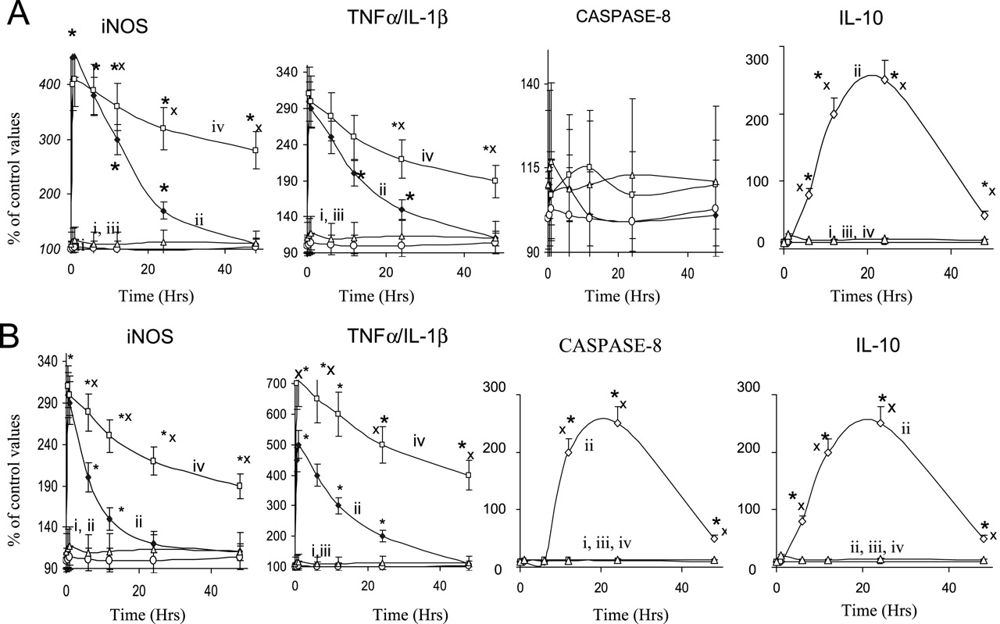 A
iNOS
TNFα/IL-1β
CASPASE-8
IL-10
% of control values
400
300
200
100
0
20
40
Time (Hrs)
* * *x * x * x * *
iv
ii
i, iii
340
290
240
190
140
90
0
20
40
Time (Hrs)
*x *x * *
iv
ii
i, iii
140
115
90
0
20
40
Time (Hrs)
300
200
100
0
0
20
40
Times (Hrs)
* x * x x * * x
ii
i, iii, iv
B
iNOS
TNFα/IL-1β
CASPASE-8
IL-10
% of control values
340
290
240
190
140
90
0
20
40
Time (Hrs)
* *x *x * x *x * *
iv
ii
i, ii
700
600
500
400
300
200
100
0
20
40
Time (Hrs)
x* *x * x * * x * * *
iv
ii
i,iii
300
200
100
0
0
20
40
Time (Hrs)
x * * x * x
ii
i, iii, iv
300
200
100
0
0
20
40
Time (Hrs)
* x x * * x * x
ii
ii, iii, iv